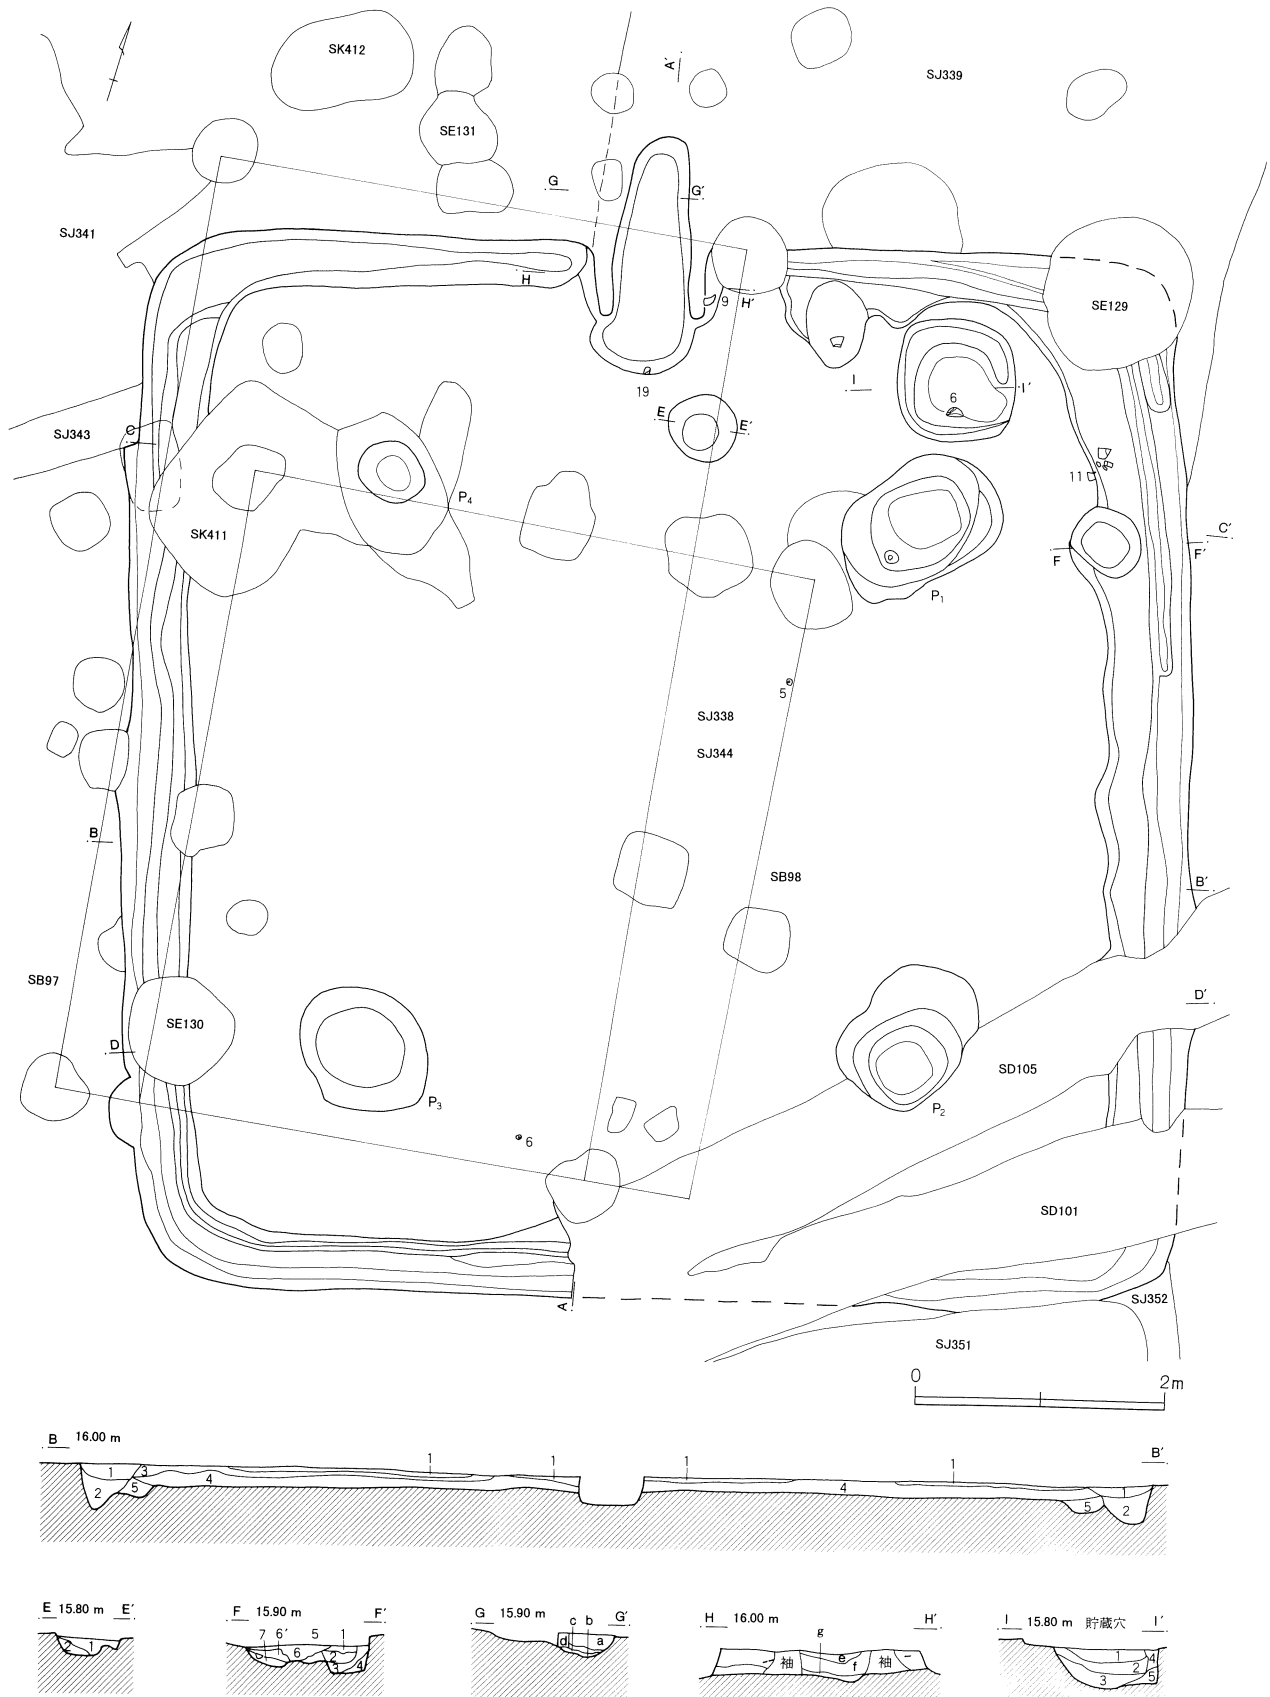 SK412
A′
SJ339
SE131
G
G′
SJ341
H
9
H′
SE129
I
I′
6
19
E
E′
SJ343
C
11
P4
SK411
C′
F
F′
P1
5
SJ338
SJ344
B
SB98
B′
SB97
D′
SE130
D
SD105
P3
P2
6
SD101
A
SJ352
SJ351
0
2m
B 16.00 m
B′
1
1
1
1
1
3
4
4
1
2
5
5
2
E 15.80 m E′
2
1
F 15.90 m F′
7
6′
5
1
6
2
3
4
G 15.90 m G′
c
b
d
a
H 16.00 m H′
g
袖
e
f
袖
I 15.80 m 貯蔵穴 I′
1
2
3
4
5